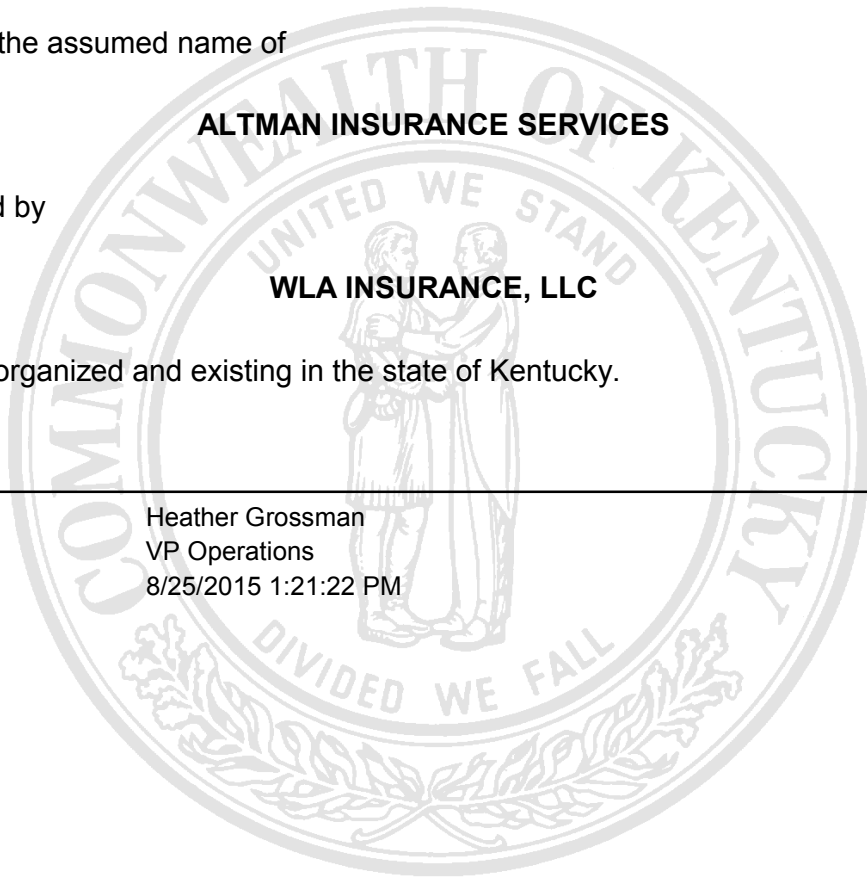 the assumed name of
ALTMAN INSURANCE SERVICES
d by
WLA INSURANCE, LLC
organized and existing in the state of Kentucky.
Heather Grossman
VP Operations
8/25/2015 1:21:22 PM
COMMONWEALTH OF KENTUCKY
UNITED WE STAND
DIVIDED WE FALL